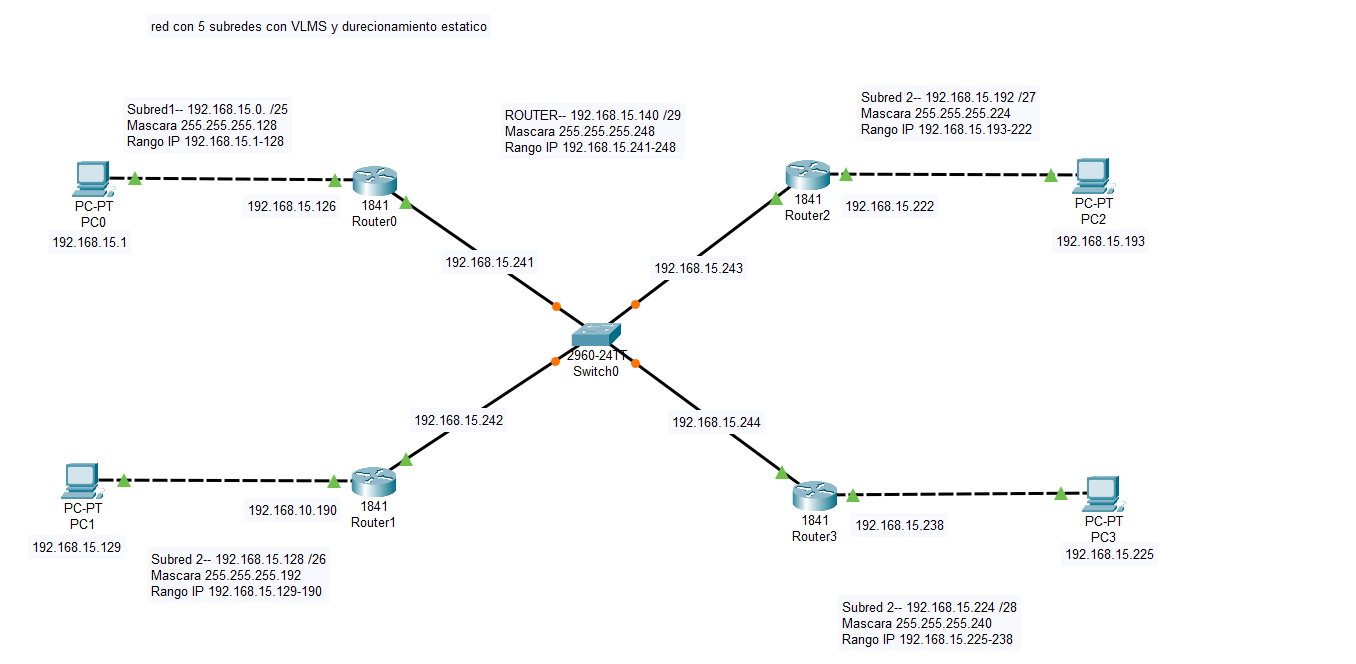 red con 5 subredes con VLMS y durecionamiento estatico
Subred1-- 192.168.15.0. /25
Mascara 255.255.255.128
Rango IP 192.168.15.1-128
ROUTER-- 192.168.15.140 /29
Mascara 255.255.255.248
Rango IP 192.168.15.241-248
Subred 2-- 192.168.15.192 /27
Mascara 255.255.255.224
Rango IP 192.168.15.193-222
PC-PT
PC0
192.168.15.1
192.168.15.126
1841
Router0
1841
Router2
192.168.15.222
PC-PT
PC2
192.168.15.193
192.168.15.241
192.168.15.243
2960-24TT
Switch0
192.168.15.242
192.168.15.244
PC-PT
PC1
192.168.15.129
192.168.10.190
1841
Router1
1841
Router3
192.168.15.238
PC-PT
PC3
192.168.15.225
Subred 2-- 192.168.15.128 /26
Mascara 255.255.255.192
Rango IP 192.168.15.129-190
Subred 2-- 192.168.15.224 /28
Mascara 255.255.255.240
Rango IP 192.168.15.225-238